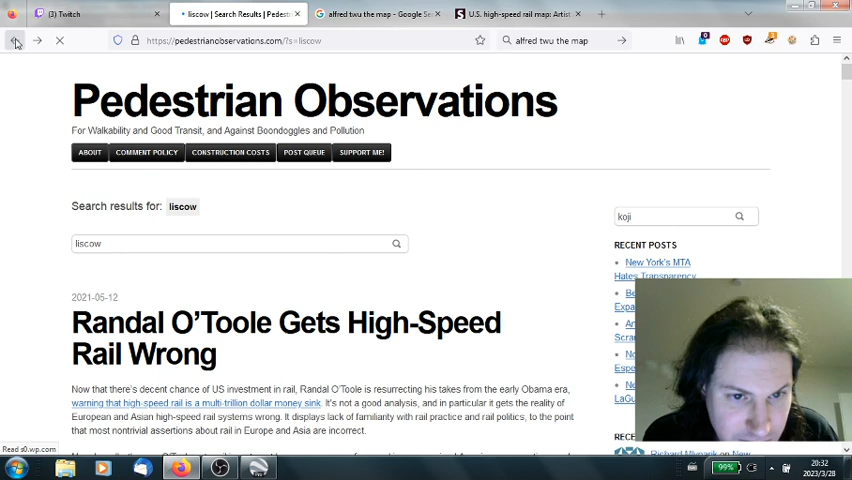 (3) Twitch
liscow | Search Results | Pedestr
alfred twu the map - Google Se
U.S. high-speed rail map: Artist
https://pedestrianobservations.com/?s=liscow
alfred twu the map
Pedestrian Observations
For Walkability and Good Transit, and Against Boondoggles and Pollution
ABOUT
COMMENT POLICY
CONSTRUCTION COSTS
POST QUEUE
SUPPORT ME!
Search results for: liscow
koji
liscow
RECENT POSTS
New York's MTA
Hates Transparency
2021-05-12
Randal O'Toole Gets High-Speed
Rail Wrong
Now that there's decent chance of US investment in rail, Randal O'Toole is resurrecting his takes from the early Obama era,
warning that high-speed rail is a multi-trillion dollar money sink. It's not a good analysis, and in particular it gets the reality of
European and Asian high-speed rail systems wrong. It displays lack of familiarity with rail practice and rail politics, to the point
that most nontrivial assertions about rail in Europe and Asia are incorrect.
Read s0.wp.com
99%
20:32
2023/3/28